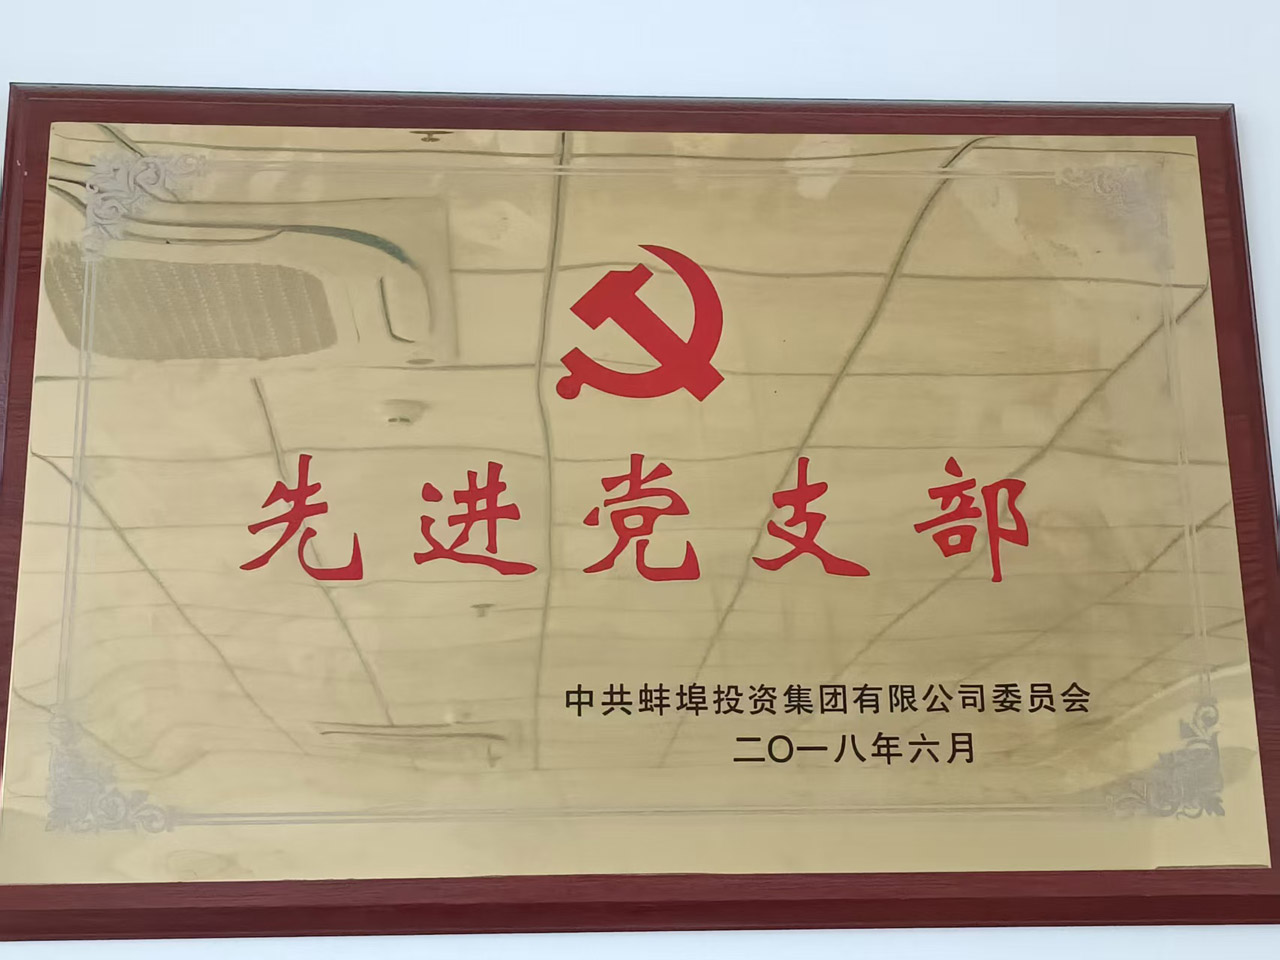 先进党支部
中共蚌埠投资集团有限公司委员会
二〇一八年六月